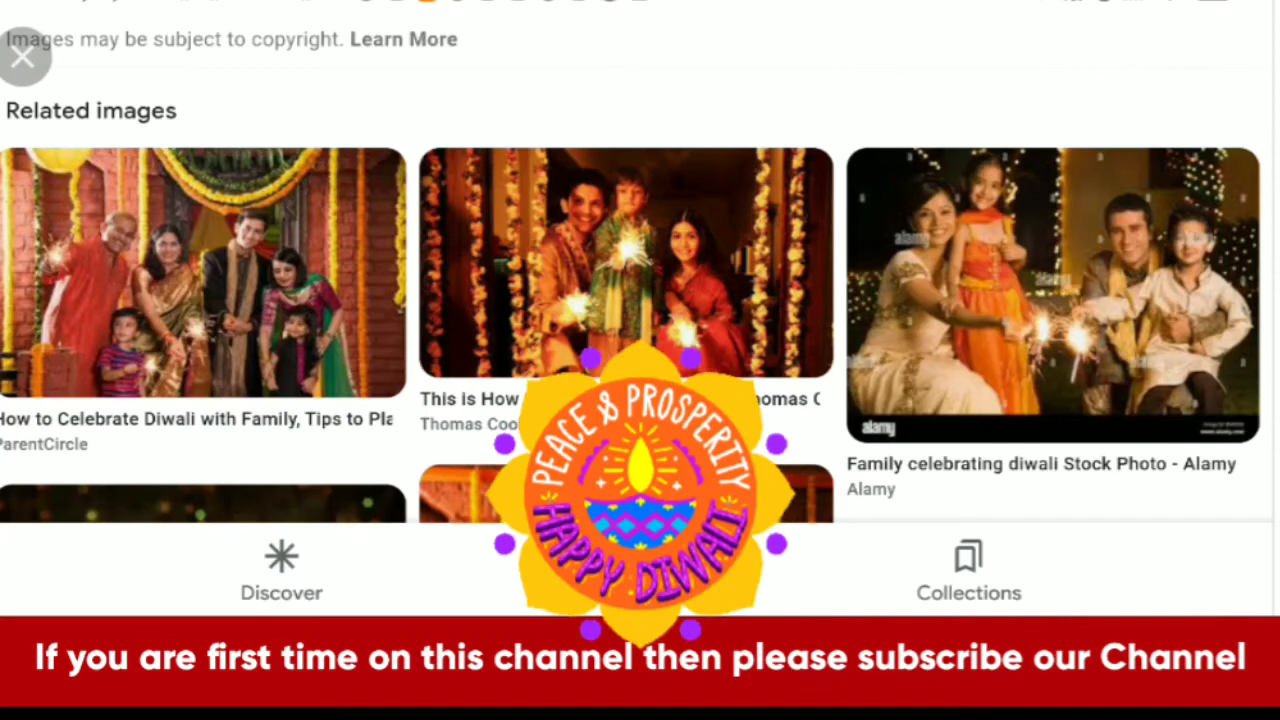 Images may be subject to copyright. Learn More
Related images
How to Celebrate Diwali with Family, Tips to Pla
ParentCircle
This is How
Thomas Coo
alamy
alamy
alamy
Family celebrating diwali Stock Photo - Alamy
Alamy
PEACE & PROSPERITY
HAPPY DIWALI
Discover
Collections
If you are first time on this channel then please subscribe our Channel